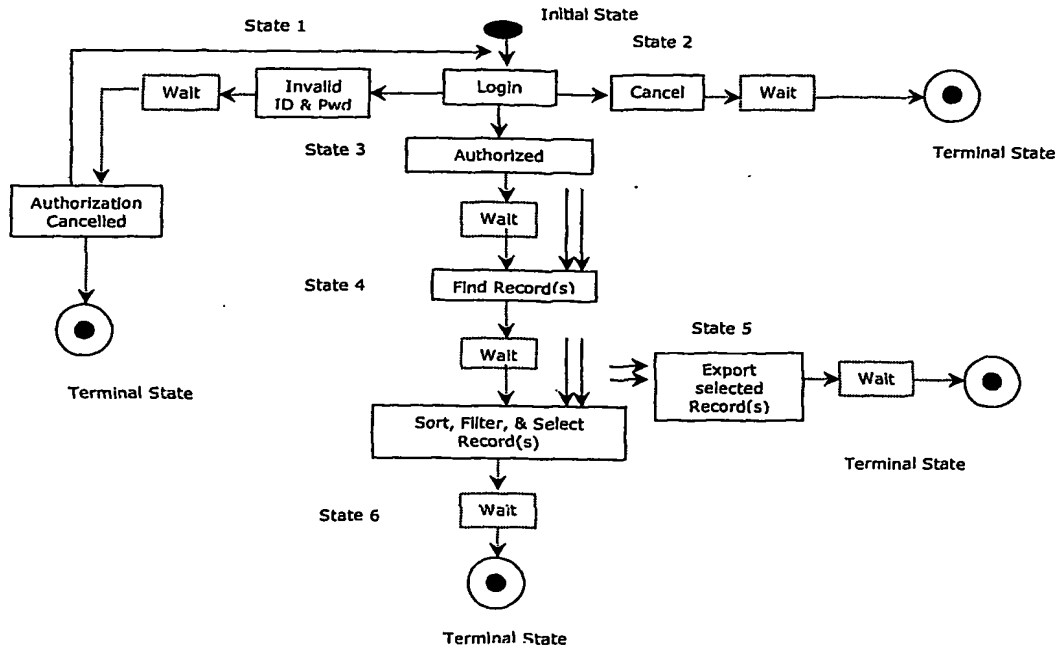 Initial State
State 1
State 2
Wait
Invalid
ID & Pwd
Login
Cancel
Wait
Terminal State
State 3
Authorized
Authorization
Cancelled
Wait
State 4
Find Record(s)
Terminal State
Wait
State 5
Export
selected
Record(s)
Wait
Sort, Filter, & Select
Record(s)
Terminal State
State 6
Wait
Terminal State